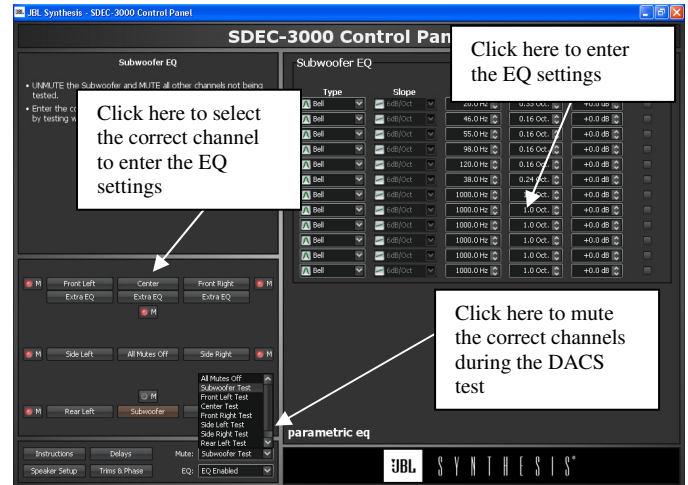 JBL Synthesis - SDEC-3000 Control Panel
SDEC-3000 Control Pan
Subwoofer EQ
• UNMUTE the Subwoofer and MUTE all other channels not being
tested.
• Enter the co
by testing w
Click here to select
the correct channel
to enter the EQ
settings
Click here to enter
the EQ settings
Subwoofer EQ
Type Slope
Bell 6dB/Oct 20.0 Hz 0.33 Oct. +0.0 dB
Bell 6dB/Oct 46.0 Hz 0.16 Oct. +0.0 dB
Bell 6dB/Oct 55.0 Hz 0.16 Oct. +0.0 dB
Bell 6dB/Oct 98.0 Hz 0.16 Oct. +0.0 dB
Bell 6dB/Oct 120.0 Hz 0.16 Oct. +0.0 dB
Bell 6dB/Oct 38.0 Hz 0.24 Oct. +0.0 dB
Bell 6dB/Oct 1000.0 Hz Oct. +0.0 dB
Bell 6dB/Oct 1000.0 Hz 1.0 Oct. +0.0 dB
Bell 6dB/Oct 1000.0 Hz 1.0 Oct. +0.0 dB
Bell 6dB/Oct 1000.0 Hz 1.0 Oct. +0.0 dB
Bell 6dB/Oct 1000.0 Hz 1.0 Oct. +0.0 dB
Bell 6dB/Oct 1000.0 Hz 1.0 Oct. +0.0 dB
Click here to mute
the correct channels
during the DACS
test
M Front Left Center Front Right M
Extra EQ Extra EQ Extra EQ
M
M Side Left All Mutes Off Side Right M
M
M Rear Left Subwoofer
All Mutes Off
Subwoofer Test
Front Left Test
Center Test
Front Right Test
Side Left Test
Side Right Test
Rear Left Test
Instructions Delays Mute: Subwoofer Test
Speaker Setup Trims & Phase EQ: EQ Enabled
parametric eq
JBL SYNTHESIS®